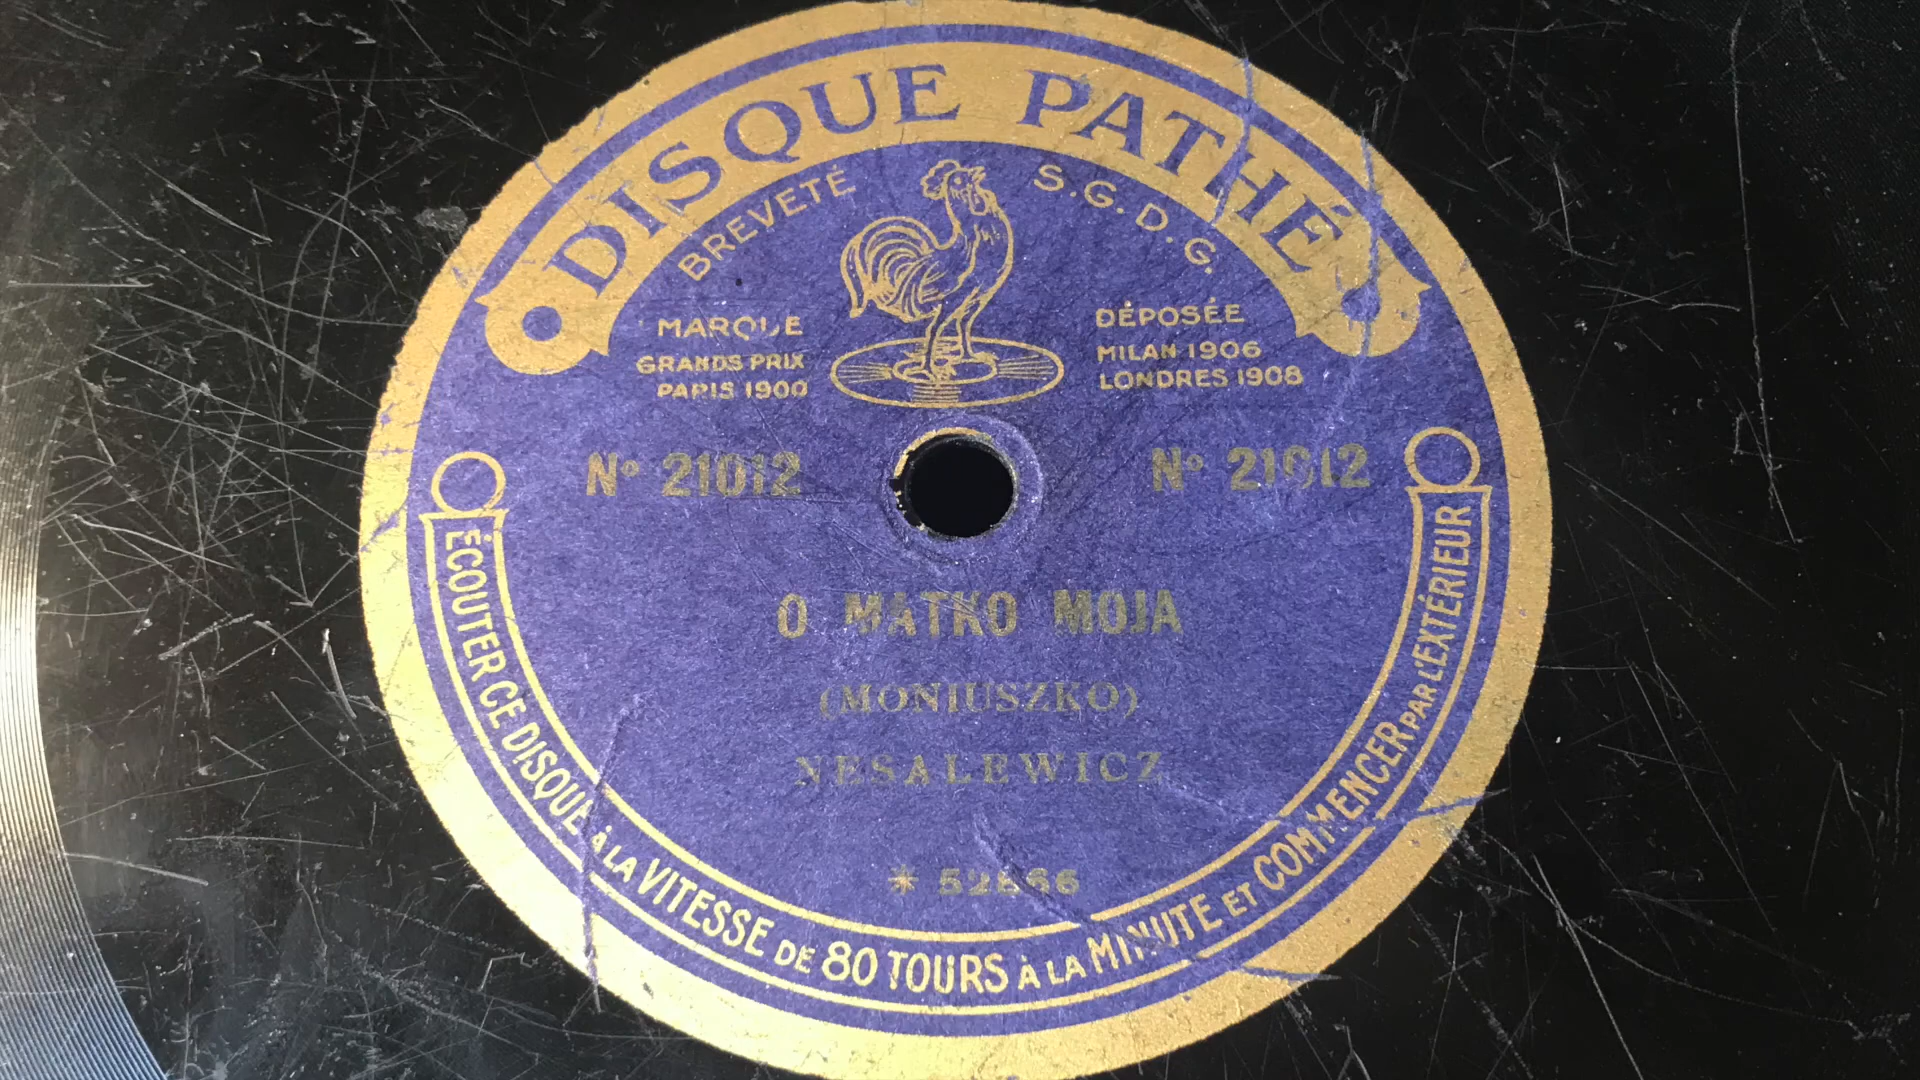 DISQUE PATHÉ
BREVETÉ S.G.D.G.
MARQUE DÉPOSÉE
GRANDS PRIX MILAN 1906
PARIS 1900 LONDRES 1908
Nº 21012 Nº 21012
O MATKO MOJA
(MONIUSZKO)
NESALEWICZ
* 52666
ÉCOUTER CE DISQUE À LA VITESSE DE 80 TOURS À LA MINUTE ET COMMENCER PAR L'EXTÉRIEUR